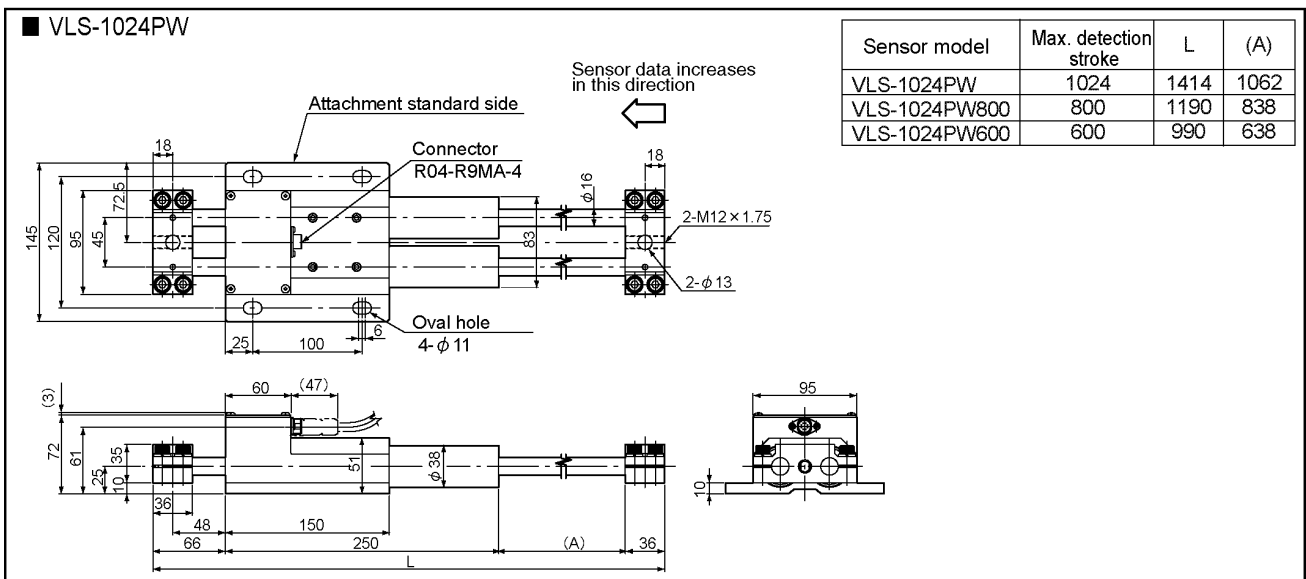 ■ VLS-1024PW
Sensor model Max. detection stroke L (A)
VLS-1024PW 1024 1414 1062
VLS-1024PW800 800 1190 838
VLS-1024PW600 600 990 638
Sensor data increases
in this direction
Attachment standard side
Connector
R04-R9MA-4
18
18
72.5
145
120
95
45
φ16
83
2-M12×1.75
2-φ13
Oval hole
4-φ11
6
25
100
60
(47)
(3)
72
61
35
25
10
36
48
150
51
φ38
66
250
(A)
36
L
95
10